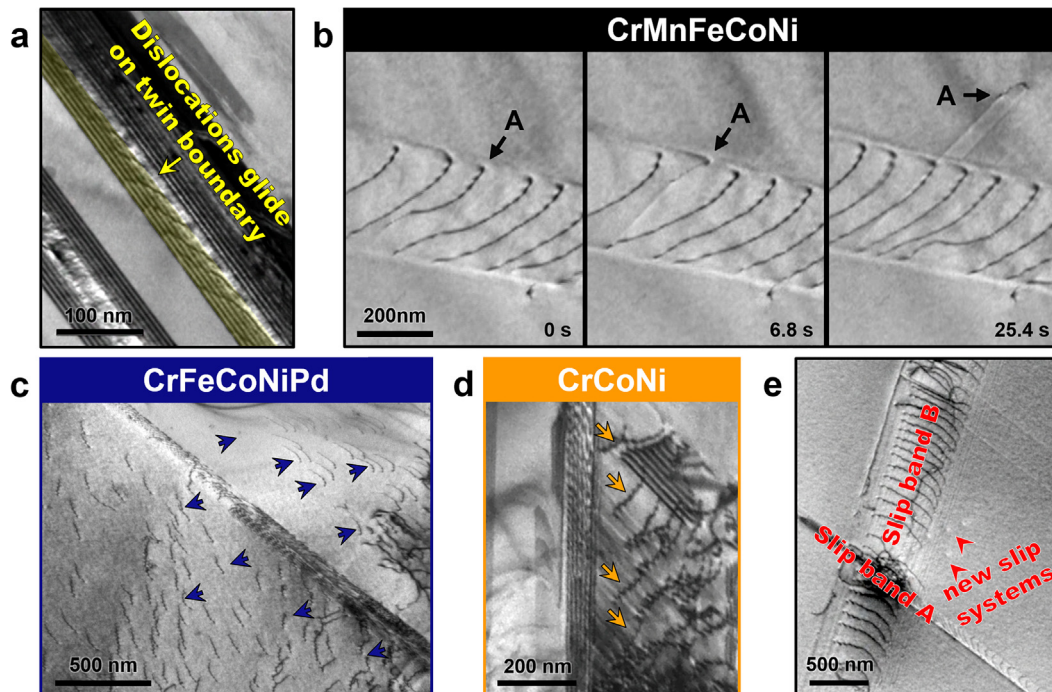 a
Dislocations glide
on twin boundary
100 nm
b
CrMnFeCoNi
A
A
A
200nm
0 s
6.8 s
25.4 s
c
CrFeCoNiPd
500 nm
d
CrCoNi
200 nm
e
Slip band B
Slip band A
new slip
systems
500 nm